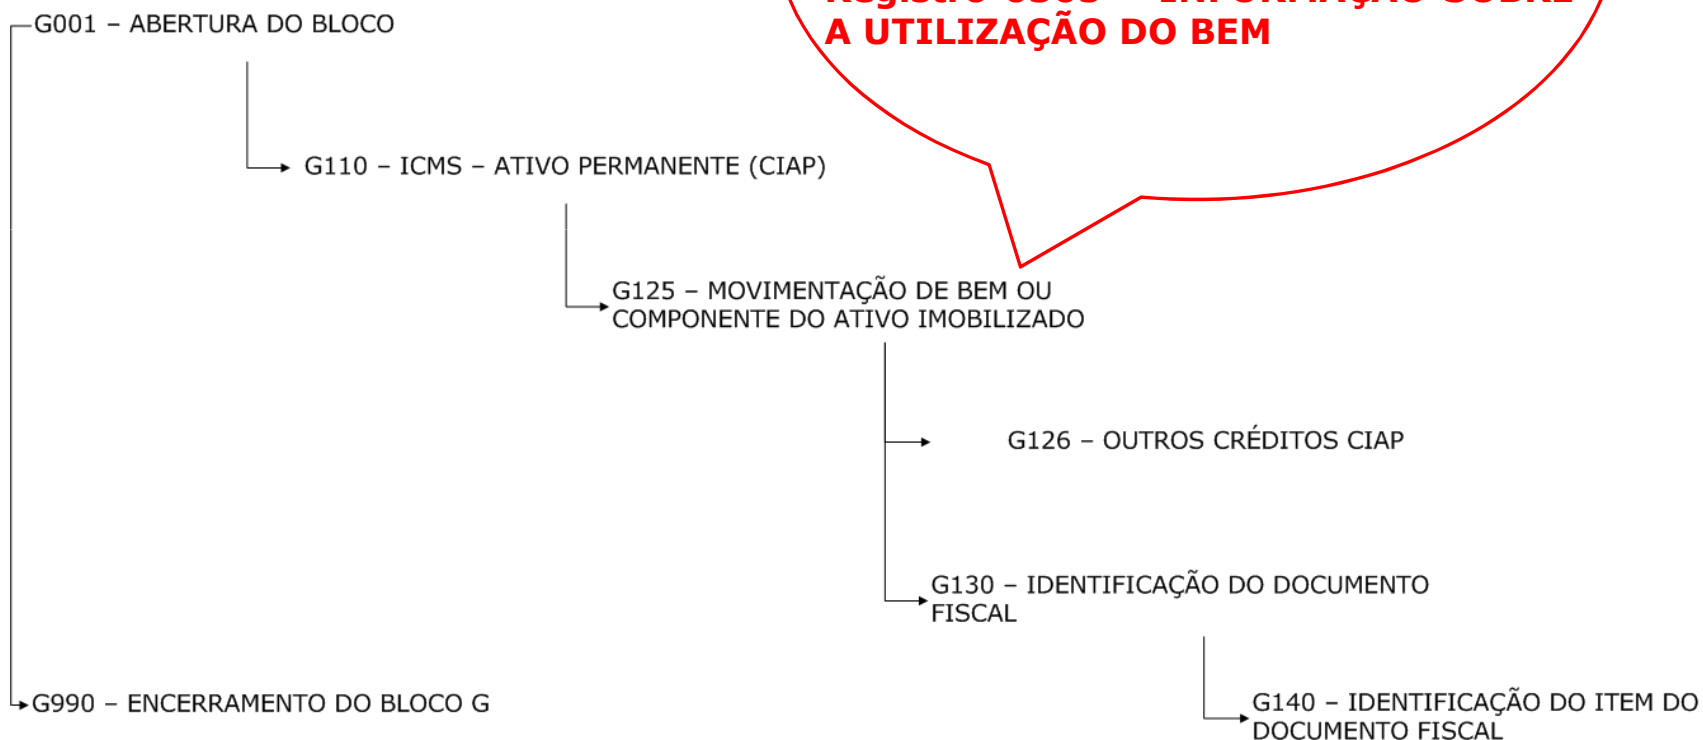 A UTILIZAÇÃO DO BEM
G001 – ABERTURA DO BLOCO
G110 – ICMS – ATIVO PERMANENTE (CIAP)
G125 – MOVIMENTAÇÃO DE BEM OU
COMPONENTE DO ATIVO IMOBILIZADO
G126 – OUTROS CRÉDITOS CIAP
G130 – IDENTIFICAÇÃO DO DOCUMENTO
FISCAL
G990 – ENCERRAMENTO DO BLOCO G
G140 – IDENTIFICAÇÃO DO ITEM DO
DOCUMENTO FISCAL